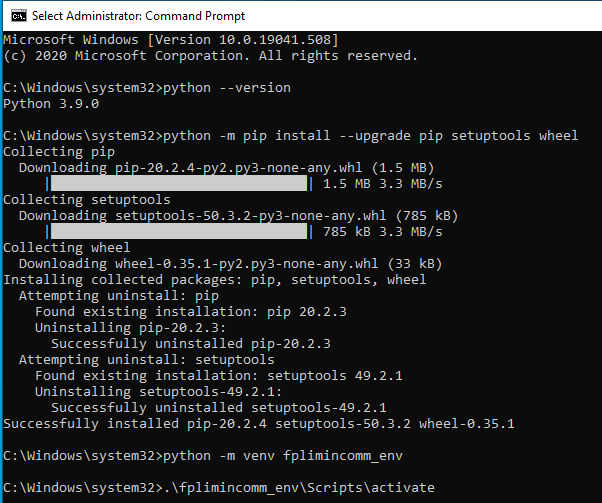 Select Administrator: Command Prompt
Microsoft Windows [Version 10.0.19041.508]
(c) 2020 Microsoft Corporation. All rights reserved.
C:\Windows\system32>python --version
Python 3.9.0
C:\Windows\system32>python -m pip install --upgrade pip setuptools wheel
Collecting pip
  Downloading pip-20.2.4-py2.py3-none-any.whl (1.5 MB)
     |████████████████████████████████| 1.5 MB 3.3 MB/s
Collecting setuptools
  Downloading setuptools-50.3.2-py3-none-any.whl (785 kB)
     |████████████████████████████████| 785 kB 3.3 MB/s
Collecting wheel
  Downloading wheel-0.35.1-py2.py3-none-any.whl (33 kB)
Installing collected packages: pip, setuptools, wheel
  Attempting uninstall: pip
    Found existing installation: pip 20.2.3
    Uninstalling pip-20.2.3:
      Successfully uninstalled pip-20.2.3
  Attempting uninstall: setuptools
    Found existing installation: setuptools 49.2.1
    Uninstalling setuptools-49.2.1:
      Successfully uninstalled setuptools-49.2.1
Successfully installed pip-20.2.4 setuptools-50.3.2 wheel-0.35.1
C:\Windows\system32>python -m venv fplimincomm_env
C:\Windows\system32>.\fplimincomm_env\Scripts\activate